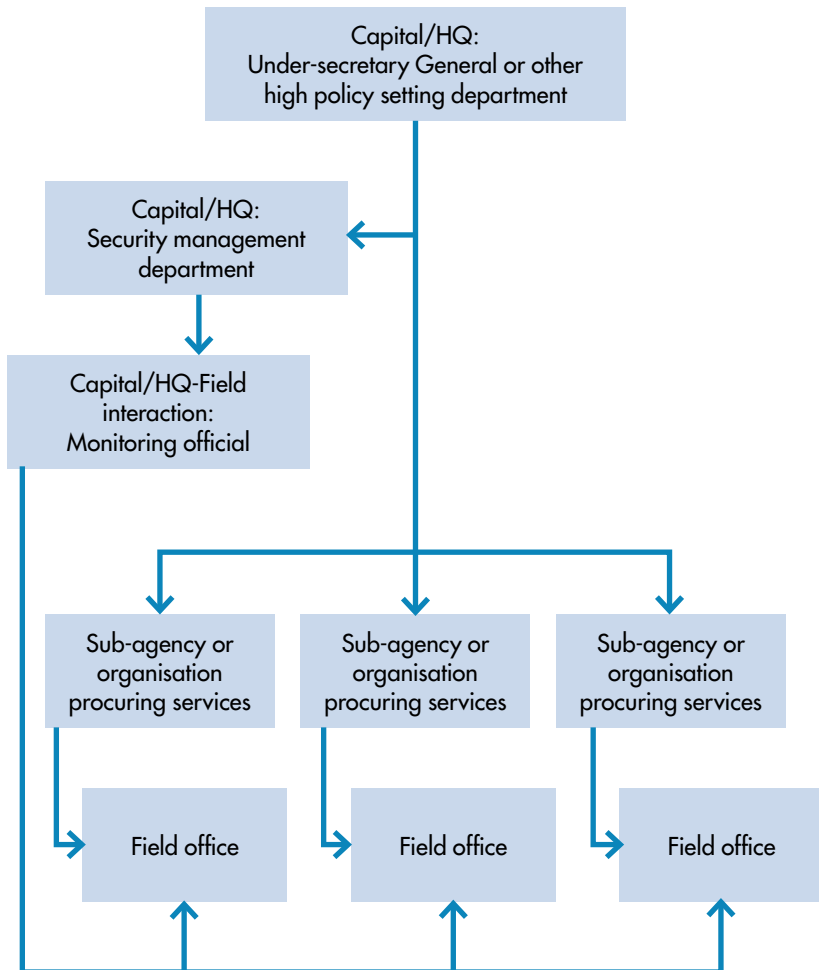 Capital/HQ:
Under-secretary General or other
high policy setting department
Capital/HQ:
Security management
department
Capital/HQ-Field
interaction:
Monitoring official
Sub-agency or
organisation
procuring services
Sub-agency or
organisation
procuring services
Sub-agency or
organisation
procuring services
Field office
Field office
Field office